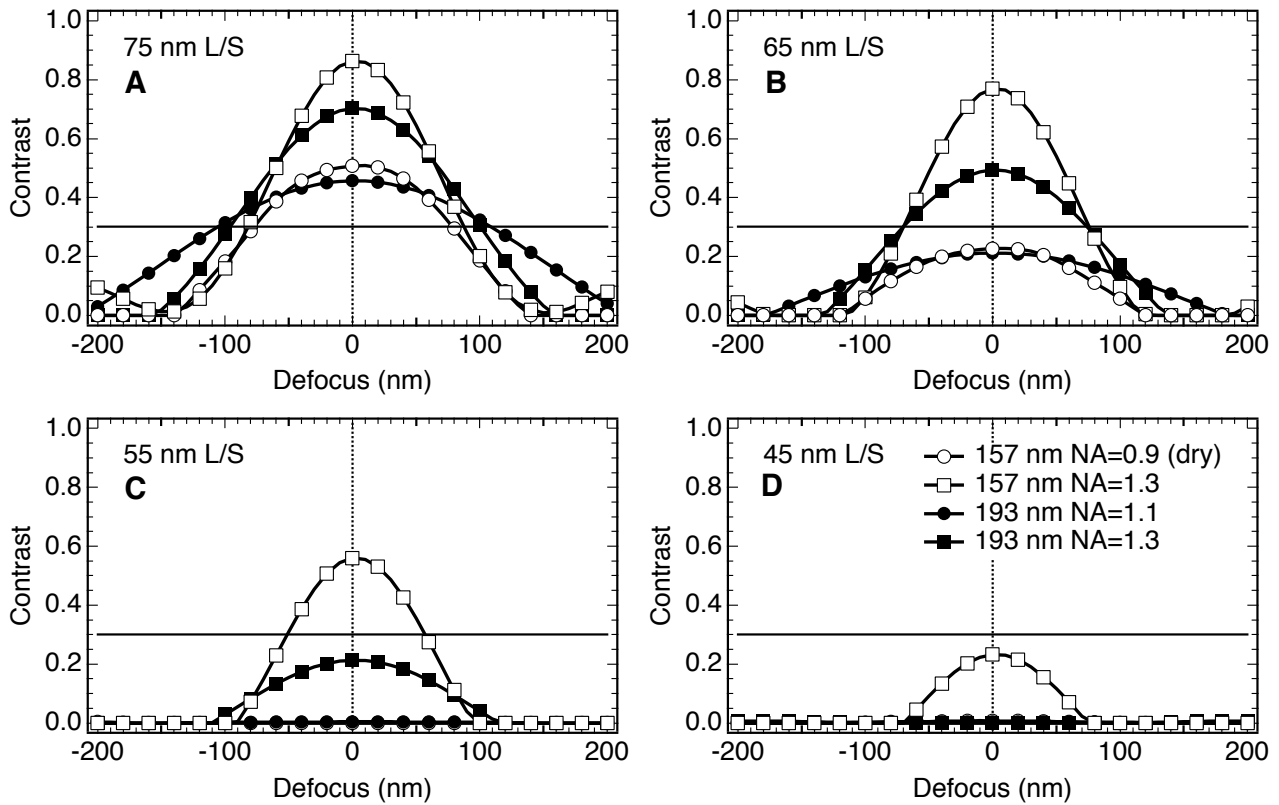 1.0
0.8
0.6
0.4
0.2
0.0
Contrast
75 nm L/S
A
-200 -100 0 100 200
Defocus (nm)
1.0
0.8
0.6
0.4
0.2
0.0
Contrast
65 nm L/S
B
-200 -100 0 100 200
Defocus (nm)
1.0
0.8
0.6
0.4
0.2
0.0
Contrast
55 nm L/S
C
-200 -100 0 100 200
Defocus (nm)
1.0
0.8
0.6
0.4
0.2
0.0
Contrast
45 nm L/S
D
157 nm NA=0.9 (dry)
157 nm NA=1.3
193 nm NA=1.1
193 nm NA=1.3
-200 -100 0 100 200
Defocus (nm)